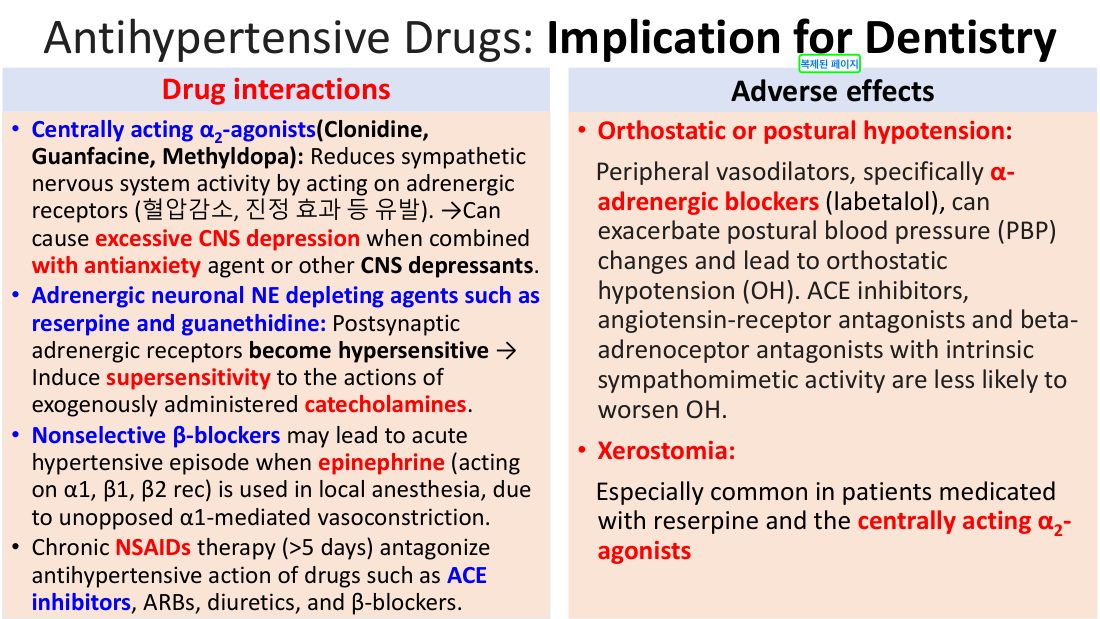 Antihypertensive Drugs: Implication for Dentistry
복제된 페이지
Drug interactions
• Centrally acting α2-agonists(Clonidine,
Guanfacine, Methyldopa): Reduces sympathetic
nervous system activity by acting on adrenergic
receptors (혈압감소, 진정 효과 등 유발). →Can
cause excessive CNS depression when combined
with antianxiety agent or other CNS depressants.
• Adrenergic neuronal NE depleting agents such as
reserpine and guanethidine: Postsynaptic
adrenergic receptors become hypersensitive →
Induce supersensitivity to the actions of
exogenously administered catecholamines.
• Nonselective β-blockers may lead to acute
hypertensive episode when epinephrine (acting
on α1, β1, β2 rec) is used in local anesthesia, due
to unopposed α1-mediated vasoconstriction.
• Chronic NSAIDs therapy (>5 days) antagonize
antihypertensive action of drugs such as ACE
inhibitors, ARBs, diuretics, and β-blockers.
Adverse effects
• Orthostatic or postural hypotension:
Peripheral vasodilators, specifically α-
adrenergic blockers (labetalol), can
exacerbate postural blood pressure (PBP)
changes and lead to orthostatic
hypotension (OH). ACE inhibitors,
angiotensin-receptor antagonists and beta-
adrenoceptor antagonists with intrinsic
sympathomimetic activity are less likely to
worsen OH.
• Xerostomia:
Especially common in patients medicated
with reserpine and the centrally acting α2-
agonists